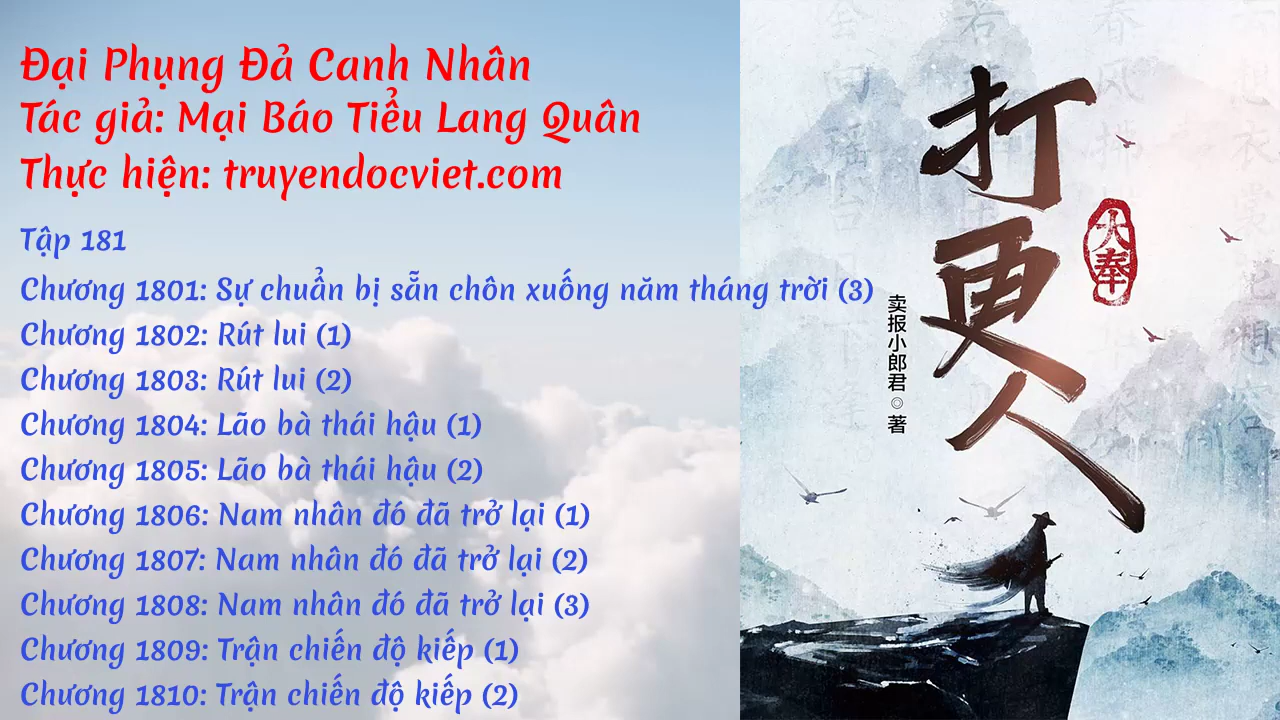 Đại Phụng Đả Canh Nhân
Tác giả: Mại Báo Tiểu Lang Quân
Thực hiện: truyendocviet.com
Tập 181
Chương 1801: Sự chuẩn bị sẵn chôn xuống năm tháng trời (3)
Chương 1802: Rút lui (1)
Chương 1803: Rút lui (2)
Chương 1804: Lão bà thái hậu (1)
Chương 1805: Lão bà thái hậu (2)
Chương 1806: Nam nhân đó đã trở lại (1)
Chương 1807: Nam nhân đó đã trở lại (2)
Chương 1808: Nam nhân đó đã trở lại (3)
Chương 1809: Trận chiến độ kiếp (1)
Chương 1810: Trận chiến độ kiếp (2)
打更人
大奉
卖报小郎君◎著